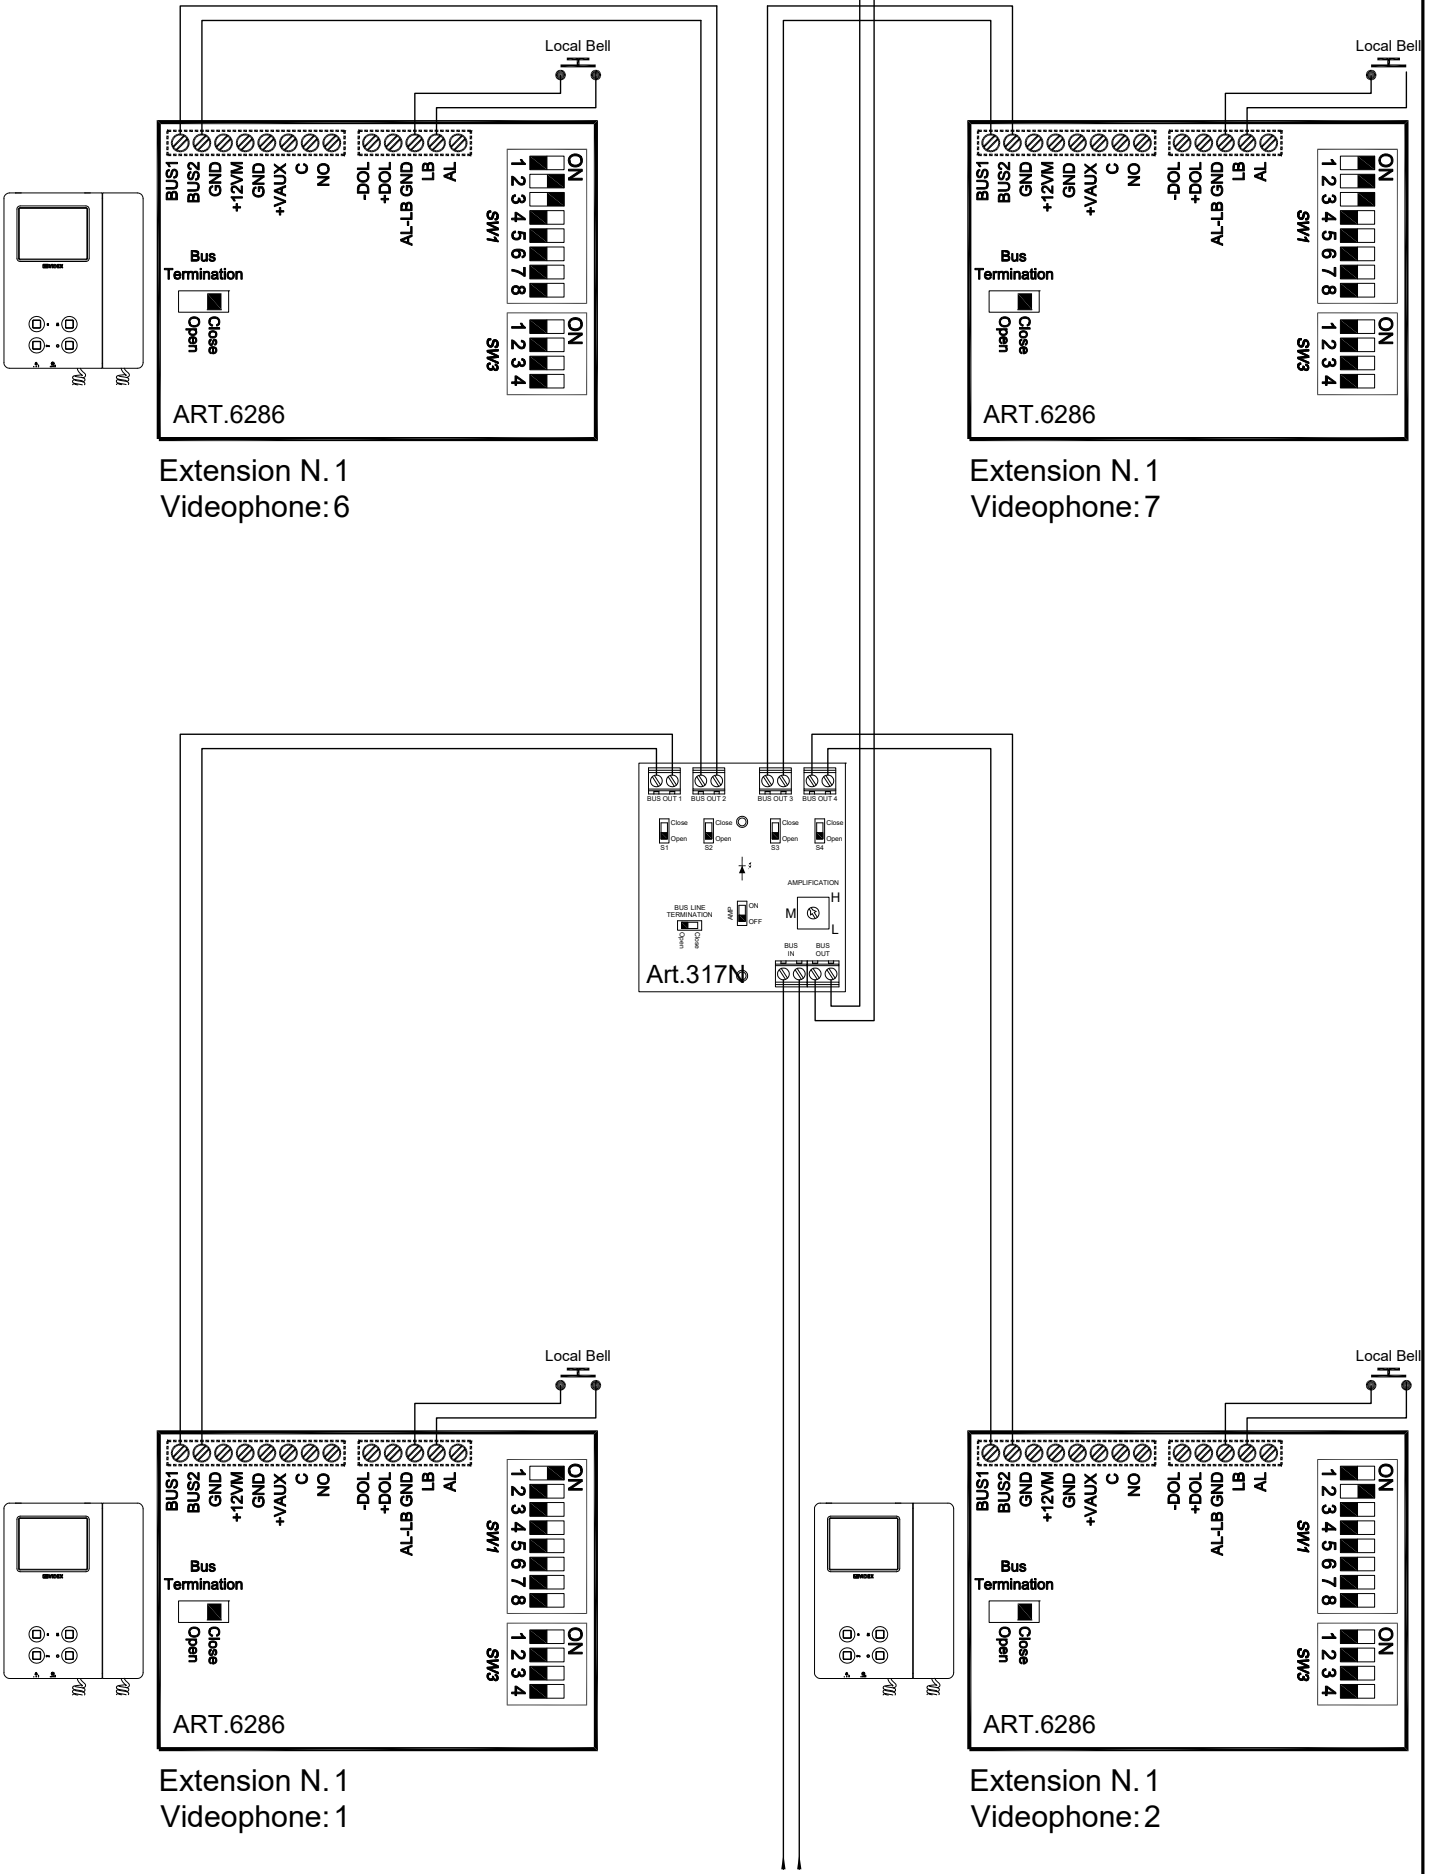 Local Bell
BUS1
BUS2
GND
+12VM
GND
+VAUX
C
NO
-DOL
+DOL
AL-LB GND
LB
AL
Bus
Termination
Open
Close
SW1
1
2
3
4
5
6
7
8
ON
SW3
1
2
3
4
ON
VIDEX
ART.6286
Extension N. 1
Videophone: 6
Local Bell
BUS1
BUS2
GND
+12VM
GND
+VAUX
C
NO
-DOL
+DOL
AL-LB GND
LB
AL
Bus
Termination
Open
Close
SW1
1
2
3
4
5
6
7
8
ON
SW3
1
2
3
4
ON
ART.6286
Extension N. 1
Videophone: 7
BUS OUT 1
BUS OUT 2
BUS OUT 3
BUS OUT 4
Close
Open
S1
Close
Open
S2
Close
Open
S3
Close
Open
S4
AMPLIFICATION
H
M
L
BUS LINE
TERMINATION
Open
Close
AMP
ON
OFF
BUS
IN
BUS
OUT
Art.317N
Local Bell
BUS1
BUS2
GND
+12VM
GND
+VAUX
C
NO
-DOL
+DOL
AL-LB GND
LB
AL
Bus
Termination
Open
Close
SW1
1
2
3
4
5
6
7
8
ON
SW3
1
2
3
4
ON
VIDEX
ART.6286
Extension N. 1
Videophone: 1
Local Bell
BUS1
BUS2
GND
+12VM
GND
+VAUX
C
NO
-DOL
+DOL
AL-LB GND
LB
AL
Bus
Termination
Open
Close
SW1
1
2
3
4
5
6
7
8
ON
SW3
1
2
3
4
ON
VIDEX
ART.6286
Extension N. 1
Videophone: 2